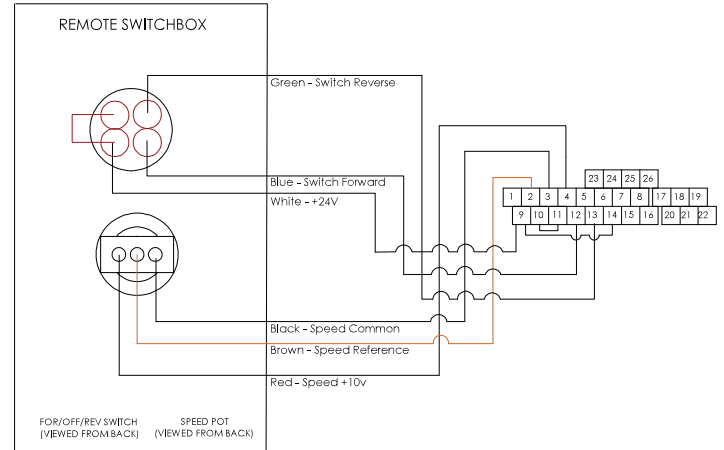 REMOTE SWITCHBOX
Green - Switch Reverse
Blue - Switch Forward
White - +24V
23 24 25 26
1 2 3 4 5 6 7 8 17 18 19
9 10 11 12 13 14 15 16 20 21 22
Black - Speed Common
Brown - Speed Reference
Red - Speed +10v
FOR/OFF/REV SWITCH
(VIEWED FROM BACK)
SPEED POT
(VIEWED FROM BACK)